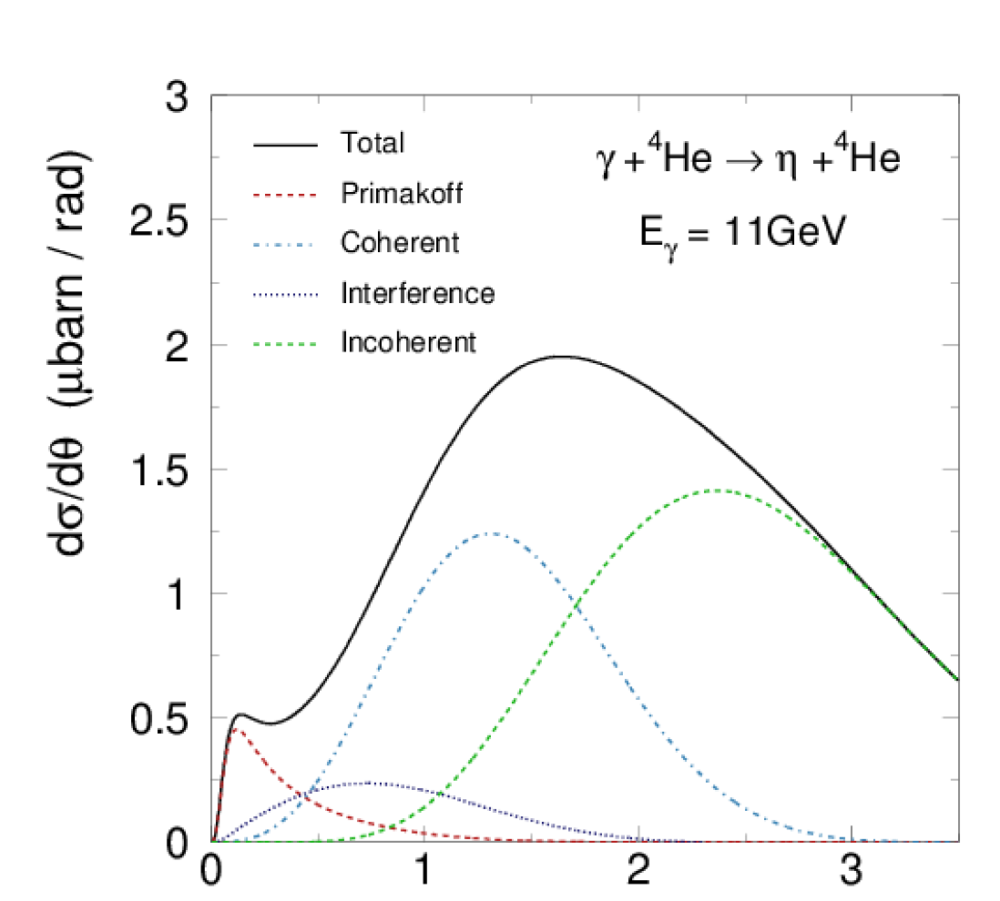 3
2.5
2
1.5
1
0.5
0
0 1 2 3
dσ/dθ (μbarn / rad)
Total
Primakoff
Coherent
Interference
Incoherent
γ + ⁴He → η + ⁴He
E_γ = 11GeV